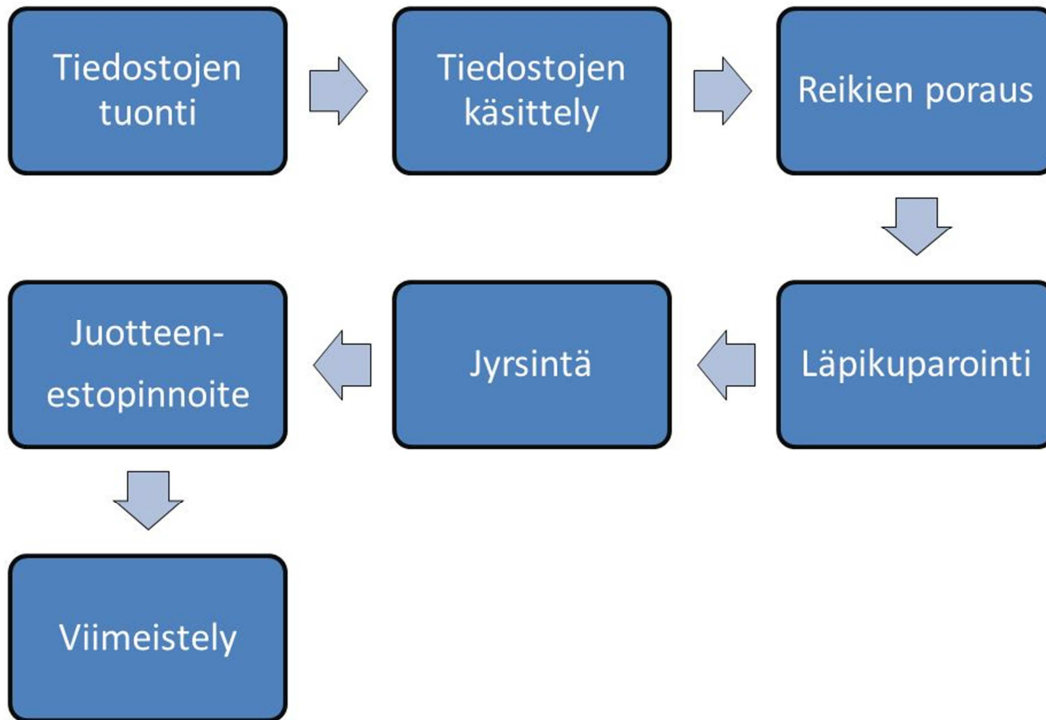 Tiedostojen
tuonti
Tiedostojen
käsittely
Reikien poraus
Läpikuparointi
Jyrsintä
Juotteen-
estopinnoite
Viimeistely